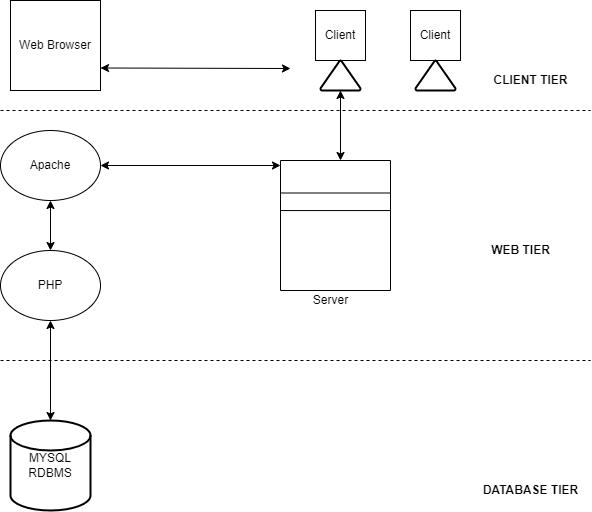 Web Browser
Client
Client
CLIENT TIER
Apache
WEB TIER
PHP
Server
MYSQL
RDBMS
DATABASE TIER